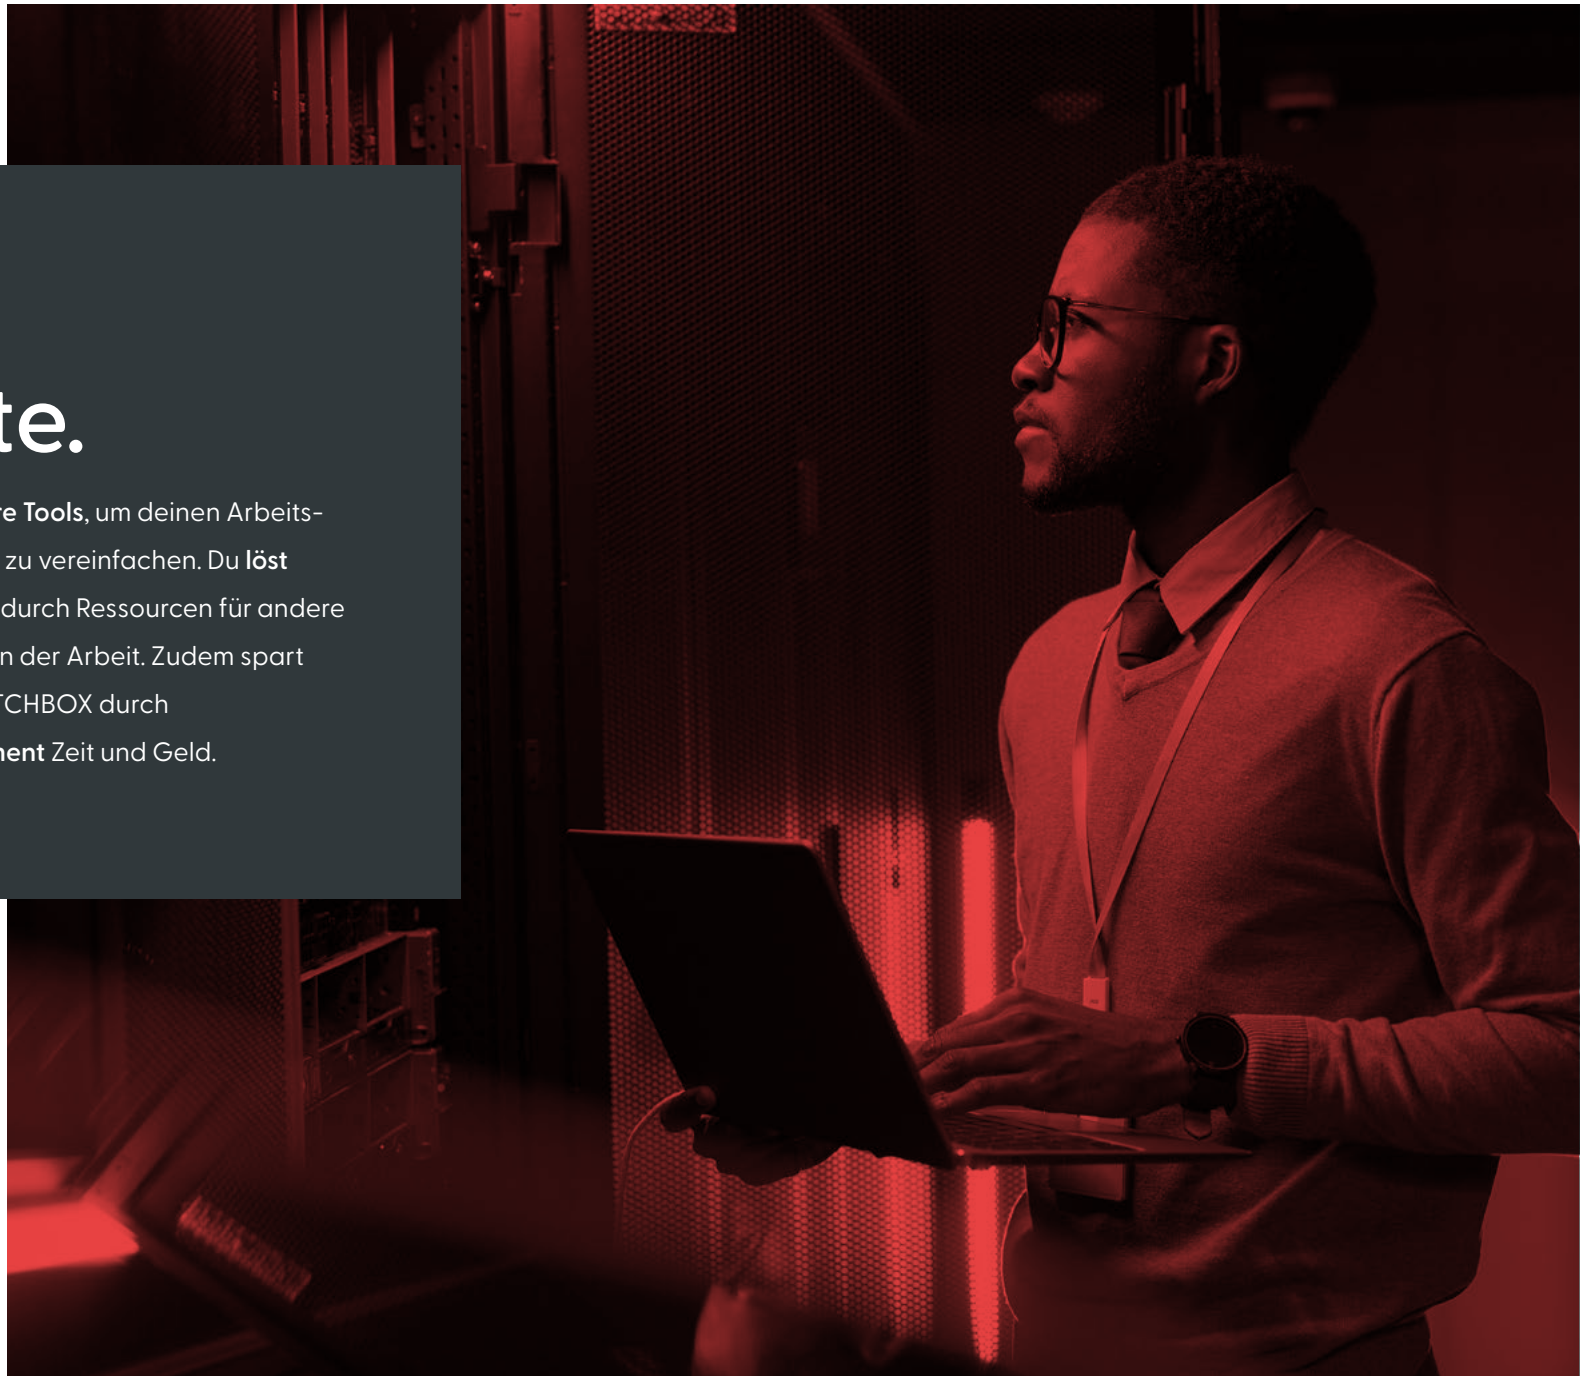 te.
re Tools, um deinen Arbeits-
zu vereinfachen. Du löst
durch Ressourcen für andere
n der Arbeit. Zudem spart
TCHBOX durch
nent Zeit und Geld.